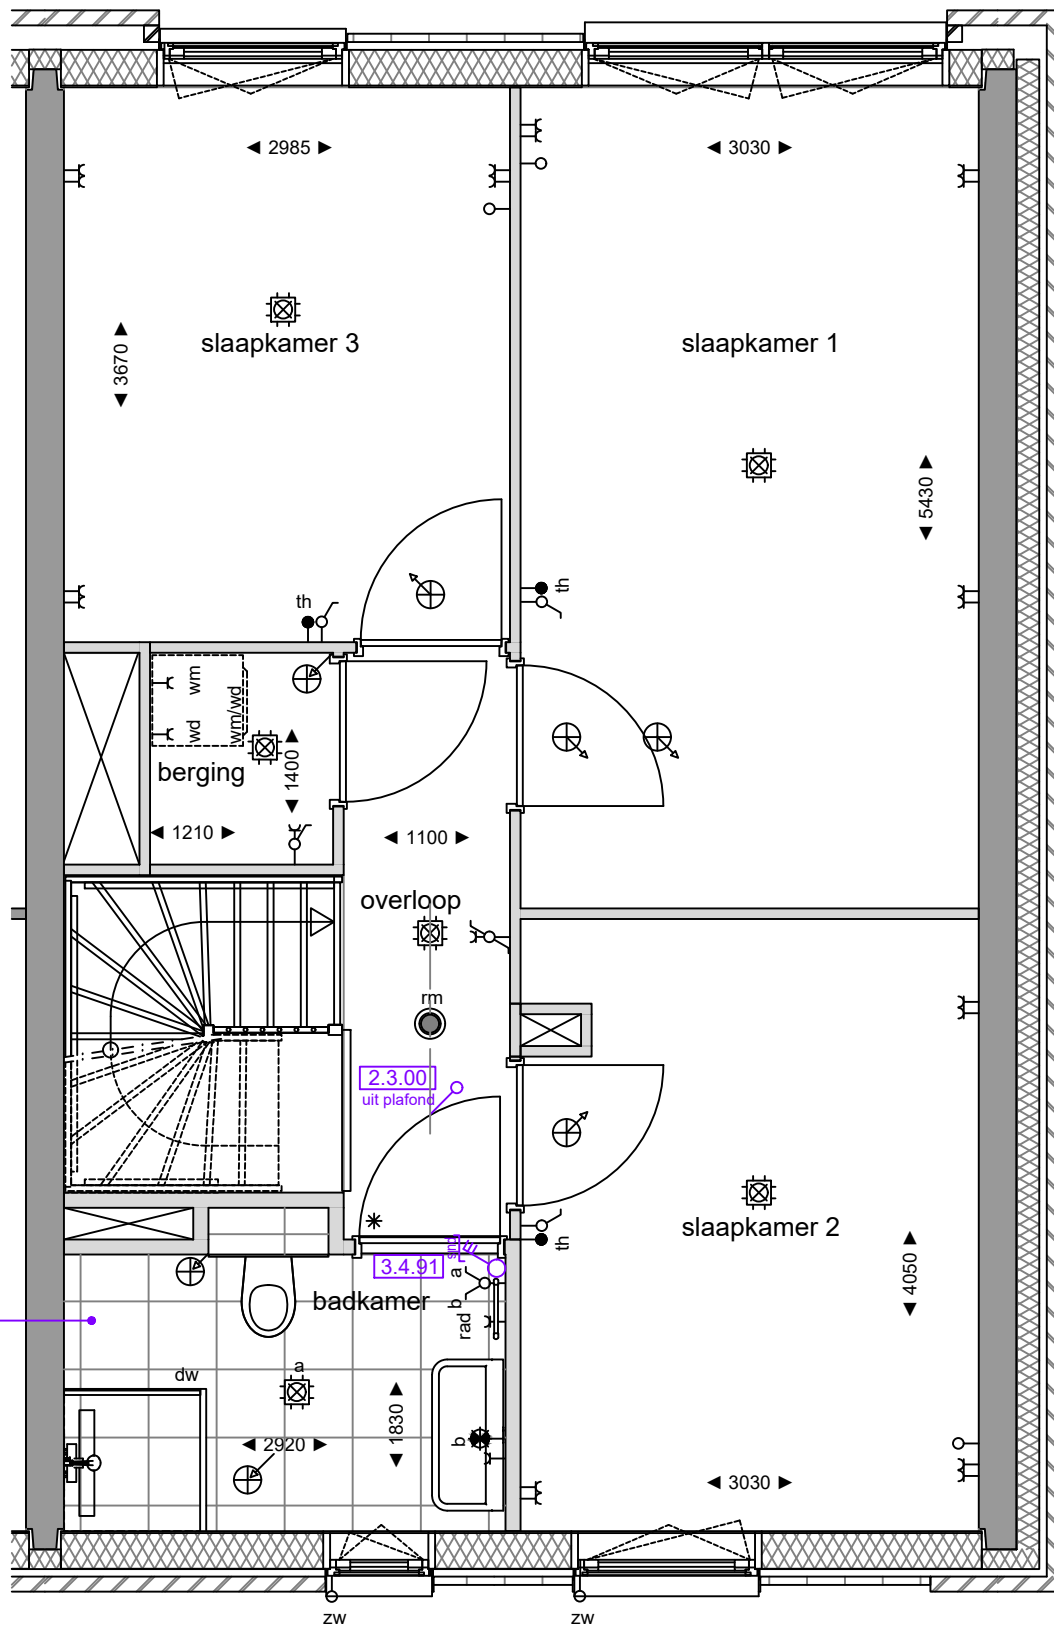 2985
3030
slaapkamer 3
slaapkamer 1
3670
5430
th
th
wm
wd
wm/wd
berging
1400
1210
1100
overloop
rm
2.3.00
uit plafond
slaapkamer 2
th
3.4.91
a
badkamer
b
rad
4050
dw
a
1830
b
2920
3030
zw
zw